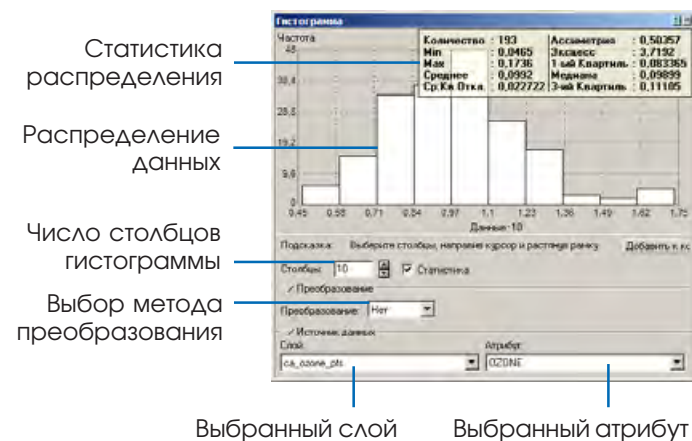 Гистограмма
Частота
48
38,4
28,8
19,2
9,6
0
Количество : 193
Min : 0,0465
Max : 0,1736
Среднее : 0,0992
Ср.Кв.Откл. : 0,022722
Ассиметрия : 0,50357
Эксцесс : 3,7192
1-ый Квартиль : 0,083365
Медиана : 0,09899
3-ий Квартиль : 0,11105
0,45 0,58 0,71 0,84 0,97 1,1 1,23 1,36 1,49 1,62 1,75
Данные·10
Подсказка: Выберите столбцы, направив курсор и растянув рамку Добавить к ко
Столбцы: 10 Статистика
Преобразование
Преобразование: Нет
Источник данных
Слой: Атрибут:
ca_ozone_pts OZONE
Статистика
распределения
Распределение
данных
Число столбцов
гистограммы
Выбор метода
преобразования
Выбранный слой
Выбранный атрибут